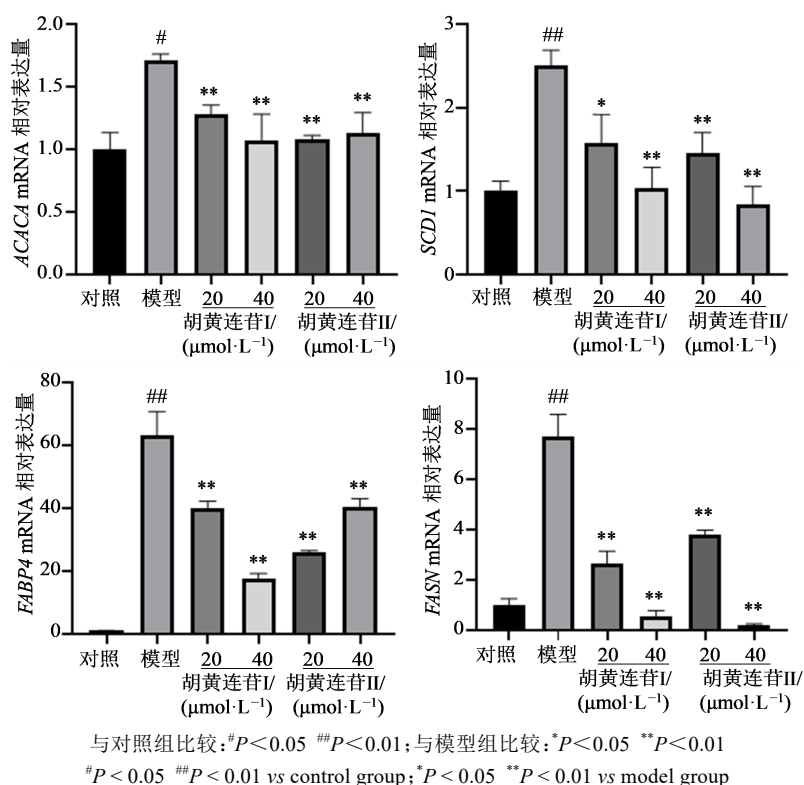 ACACA mRNA 相对表达量
2.0
1.5
1.0
0.5
0.0
#
**
**
**
**
对照 模型 20 40 20 40
胡黄连苷I/ 胡黄连苷II/
(μmol·L⁻¹) (μmol·L⁻¹)
SCD1 mRNA 相对表达量
3
2
1
0
##
*
**
**
**
对照 模型 20 40 20 40
胡黄连苷I/ 胡黄连苷II/
(μmol·L⁻¹) (μmol·L⁻¹)
FABP4 mRNA 相对表达量
80
60
40
20
0
##
**
**
**
**
对照 模型 20 40 20 40
胡黄连苷I/ 胡黄连苷II/
(μmol·L⁻¹) (μmol·L⁻¹)
FASN mRNA 相对表达量
10
8
6
4
2
0
##
**
**
**
**
对照 模型 20 40 20 40
胡黄连苷I/ 胡黄连苷II/
(μmol·L⁻¹) (μmol·L⁻¹)
与对照组比较:#P<0.05 ##P<0.01;与模型组比较:*P<0.05 **P<0.01
#P < 0.05 ##P < 0.01 vs control group;*P < 0.05 **P < 0.01 vs model group